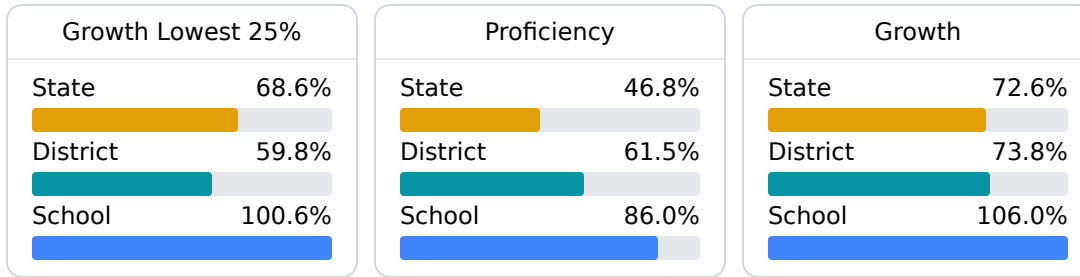 Growth Lowest 25%
State 68.6%
District 59.8%
School 100.6%
Proficiency
State 46.8%
District 61.5%
School 86.0%
Growth
State 72.6%
District 73.8%
School 106.0%